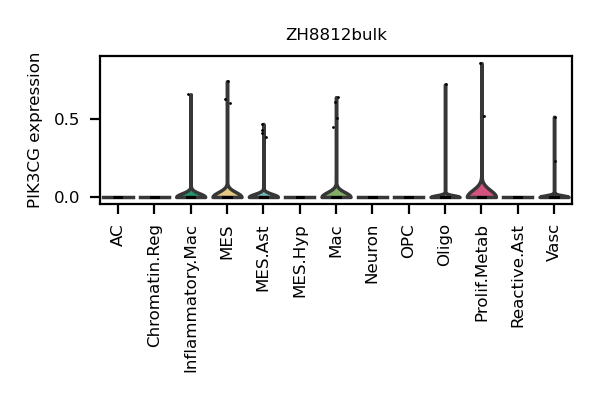 ZH8812bulk
PIK3CG expression
0.5
0.0
AC
Chromatin.Reg
Inflammatory.Mac
MES
MES.Ast
MES.Hyp
Mac
Neuron
OPC
Oligo
Prolif.Metab
Reactive.Ast
Vasc